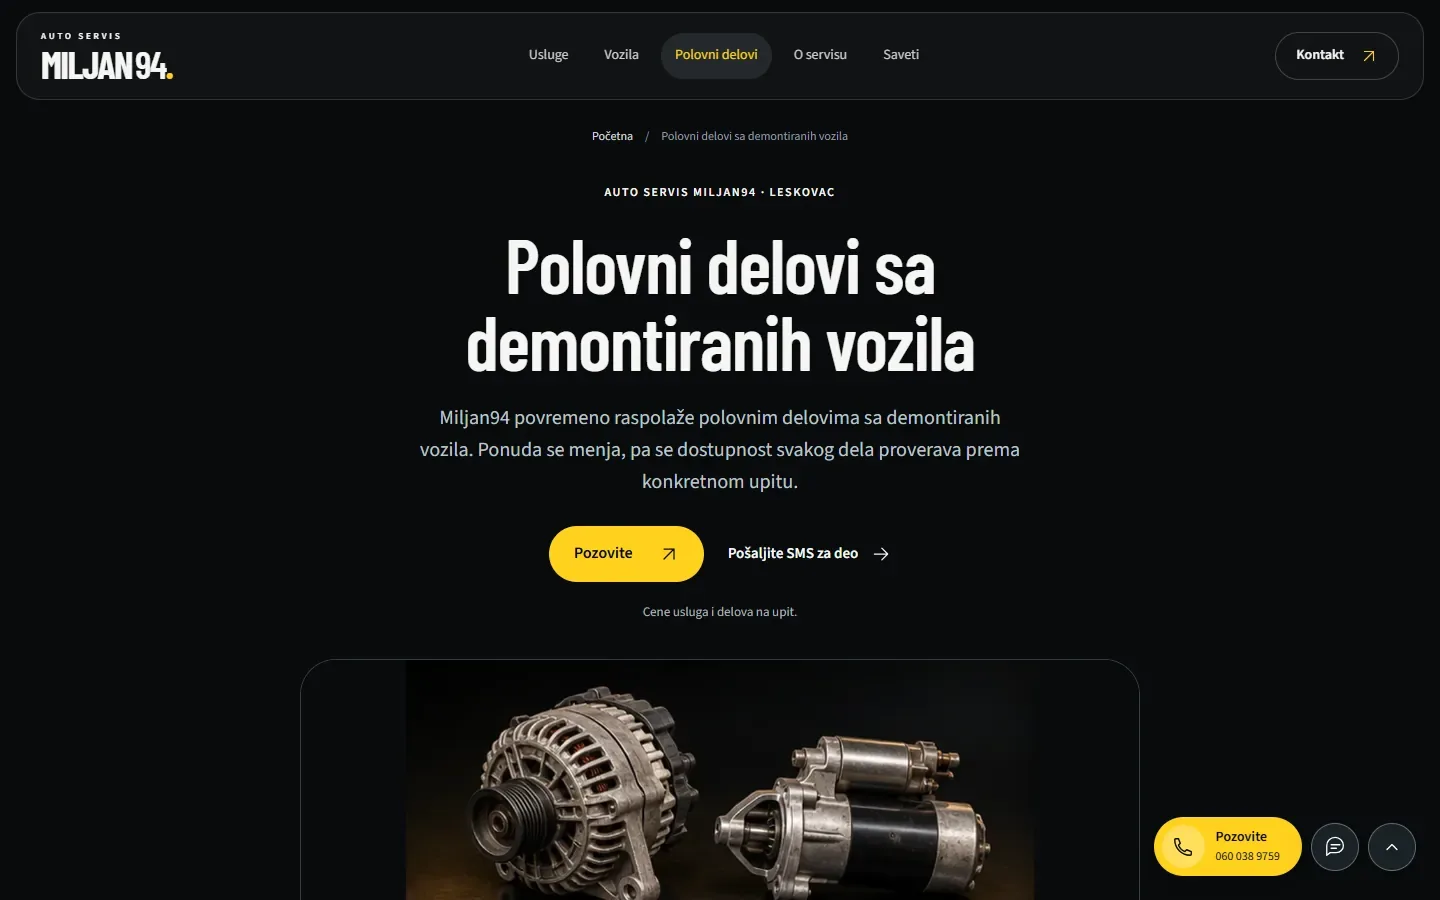 AUTO SERVIS
MILJAN94.
Usluge
Vozila
Polovni delovi
O servisu
Saveti
Kontakt
Početna / Polovni delovi sa demontiranih vozila
AUTO SERVIS MILJAN94 · LESKOVAC
Polovni delovi sa
demontiranih vozila
Miljan94 povremeno raspolaže polovnim delovima sa demontiranih
vozila. Ponuda se menja, pa se dostupnost svakog dela proverava prema
konkretnom upitu.
Pozovite
Pošaljite SMS za deo
Cene usluga i delova na upit.
Pozovite
060 038 9759